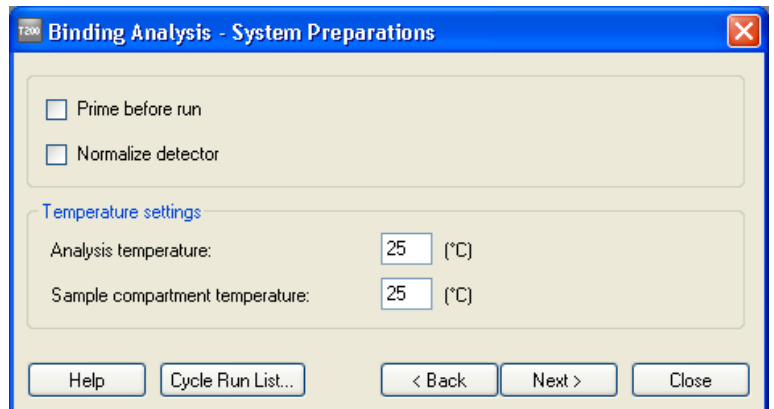 T200 Binding Analysis - System Preparations
Prime before run
Normalize detector
Temperature settings
Analysis temperature: 25 (°C)
Sample compartment temperature: 25 (°C)
Help Cycle Run List... < Back Next > Close